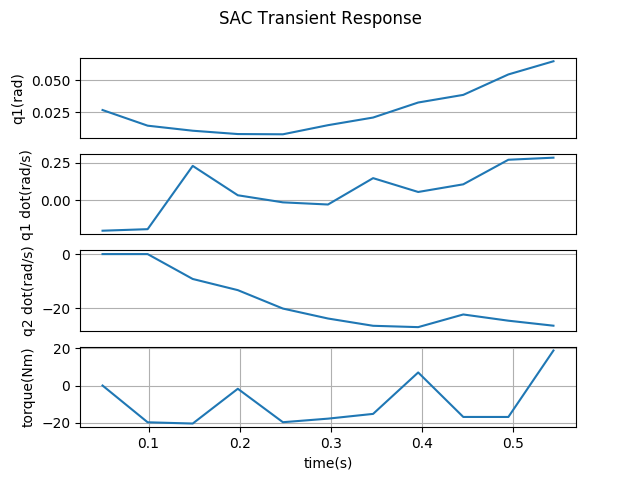 SAC Transient Response
q1(rad)
0.050
0.025
q1 dot(rad/s)
0.25
0.00
q2 dot(rad/s)
0
−20
torque(Nm)
20
0
−20
0.1 0.2 0.3 0.4 0.5
time(s)